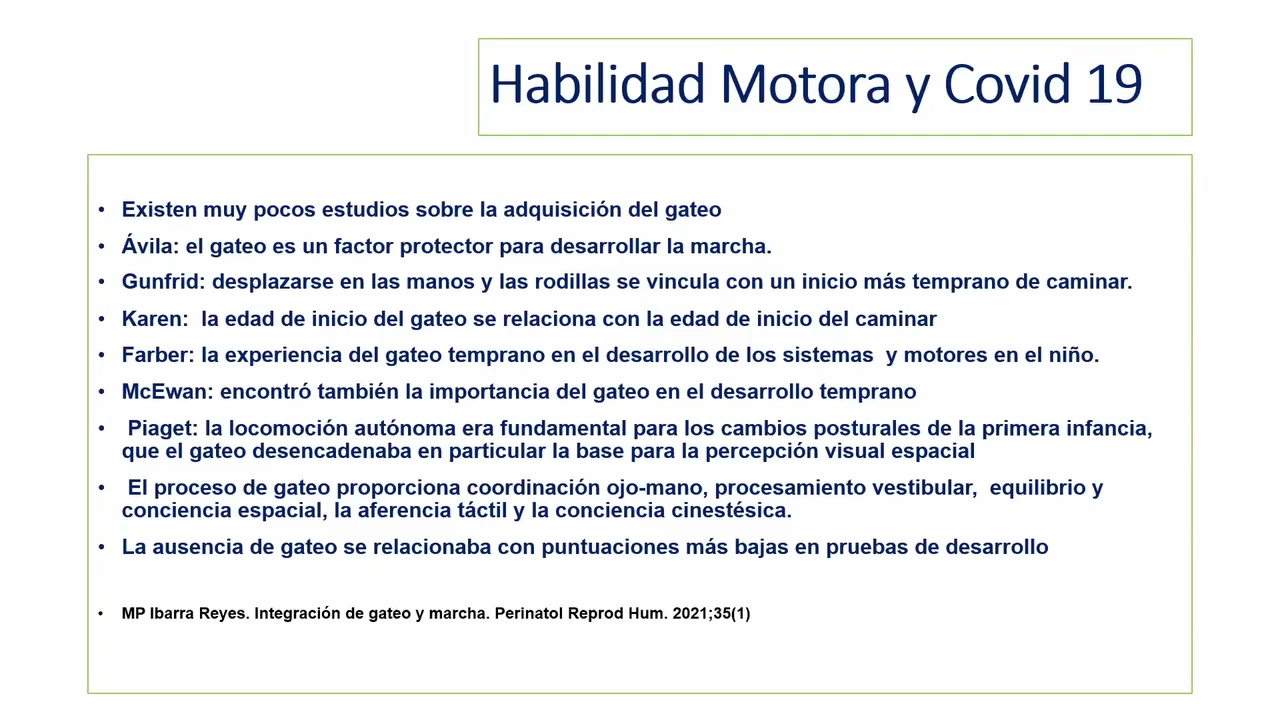 Habilidad Motora y Covid 19
• Existen muy pocos estudios sobre la adquisición del gateo
• Ávila: el gateo es un factor protector para desarrollar la marcha.
• Gunfrid: desplazarse en las manos y las rodillas se vincula con un inicio más temprano de caminar.
• Karen:  la edad de inicio del gateo se relaciona con la edad de inicio del caminar
• Farber: la experiencia del gateo temprano en el desarrollo de los sistemas  y motores en el niño.
• McEwan: encontró también la importancia del gateo en el desarrollo temprano
• Piaget: la locomoción autónoma era fundamental para los cambios posturales de la primera infancia,
que el gateo desencadenaba en particular la base para la percepción visual espacial
• El proceso de gateo proporciona coordinación ojo-mano, procesamiento vestibular,  equilibrio y
conciencia espacial, la aferencia táctil y la conciencia cinestésica.
• La ausencia de gateo se relacionaba con puntuaciones más bajas en pruebas de desarrollo
• MP Ibarra Reyes. Integración de gateo y marcha. Perinatol Reprod Hum. 2021;35(1)